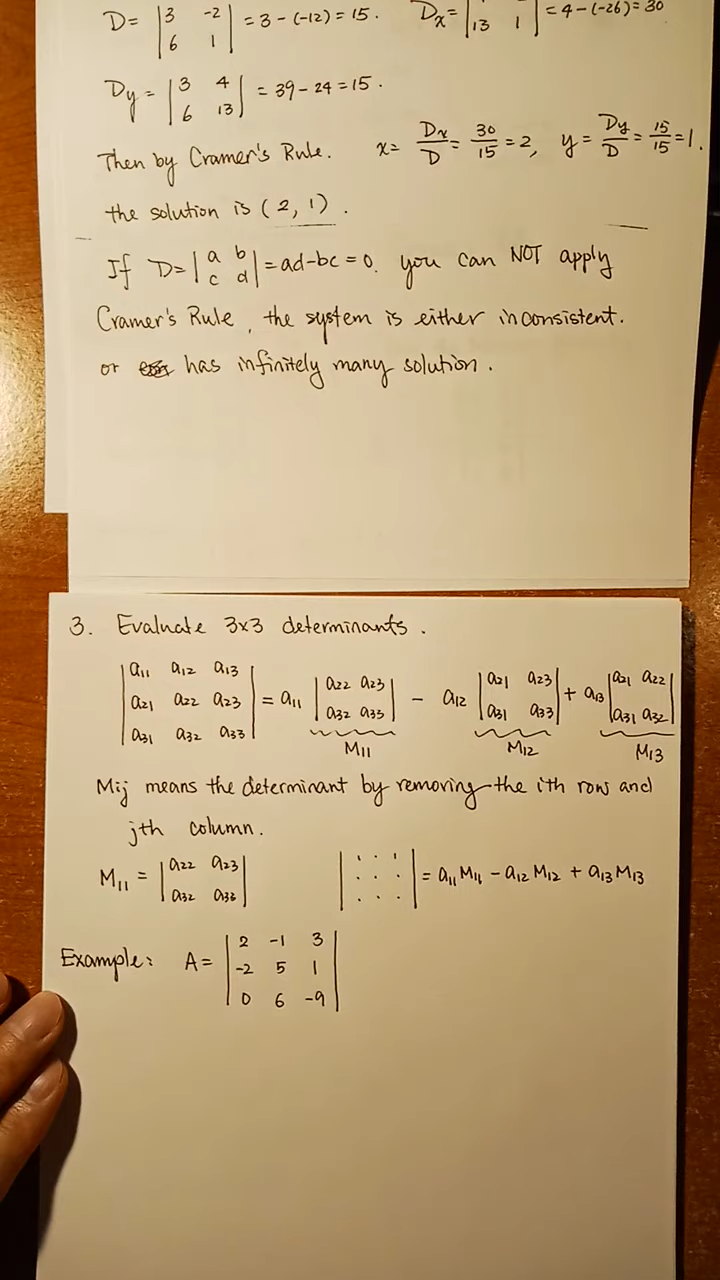 D = |3 -2; 6 1| = 3 - (-12) = 15. Dx = | 13 1| = 4 - (-26) = 30
Dy = |3 4; 6 13| = 39 - 24 = 15.
Then by Cramer's Rule. x = Dx/D = 30/15 = 2, y = Dy/D = 15/15 = 1.
the solution is (2, 1).
If D = |a b; c d| = ad - bc = 0. you can NOT apply
Cramer's Rule, the system is either inconsistent.
or has infinitely many solution.
3. Evaluate 3x3 determinants.
|a11 a12 a13; a21 a22 a23; a31 a32 a33| = a11 |a22 a23; a32 a33| - a12 |a21 a23; a31 a33| + a13 |a21 a22; a31 a32|
M11 M12 M13
Mij means the determinant by removing the ith row and
jth column.
M11 = |a22 a23; a32 a33| |. . .; . . .; . . .| = a11 M11 - a12 M12 + a13 M13
Example: A = |2 -1 3; -2 5 1; 0 6 -9|